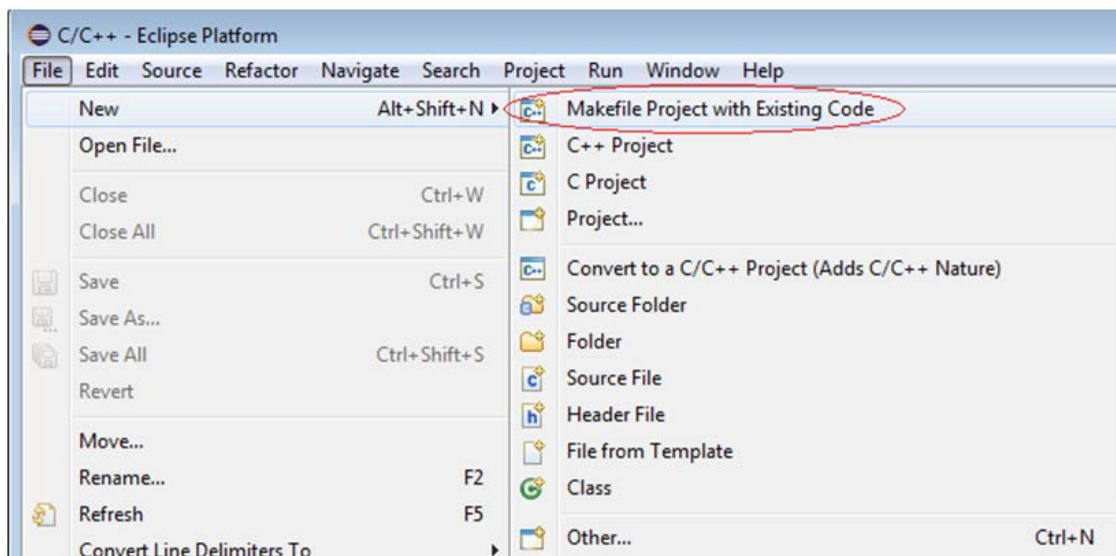 C/C++ - Eclipse Platform
File Edit Source Refactor Navigate Search Project Run Window Help
New Alt+Shift+N
Open File...
Close Ctrl+W
Close All Ctrl+Shift+W
Save Ctrl+S
Save As...
Save All Ctrl+Shift+S
Revert
Move...
Rename... F2
Refresh F5
Convert Line Delimiters To
Makefile Project with Existing Code
C++ Project
C Project
Project...
Convert to a C/C++ Project (Adds C/C++ Nature)
Source Folder
Folder
Source File
Header File
File from Template
Class
Other... Ctrl+N